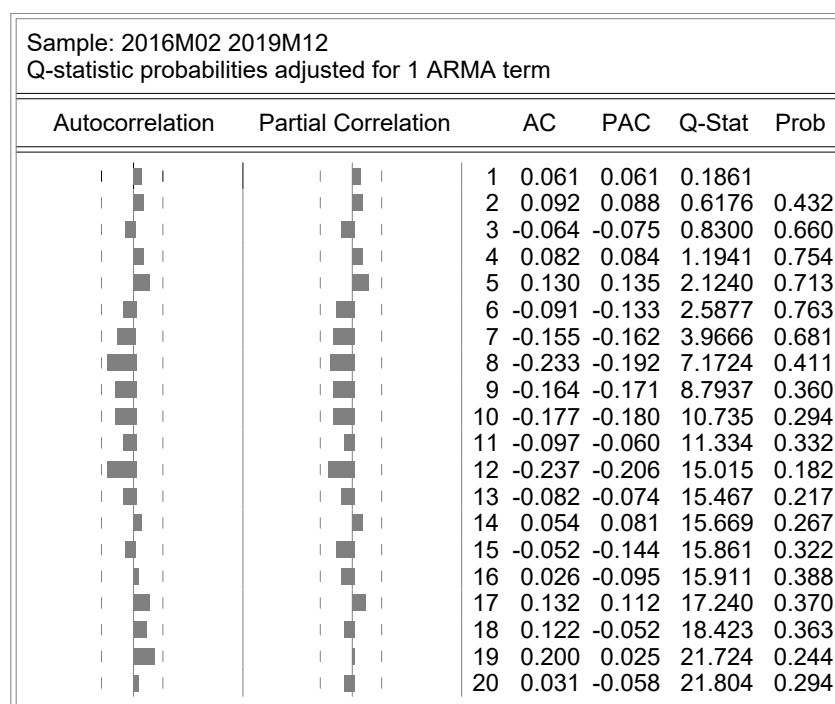 Sample: 2016M02 2019M12
Q-statistic probabilities adjusted for 1 ARMA term
Autocorrelation Partial Correlation AC PAC Q-Stat Prob
1 0.061 0.061 0.1861
2 0.092 0.088 0.6176 0.432
3 -0.064 -0.075 0.8300 0.660
4 0.082 0.084 1.1941 0.754
5 0.130 0.135 2.1240 0.713
6 -0.091 -0.133 2.5877 0.763
7 -0.155 -0.162 3.9666 0.681
8 -0.233 -0.192 7.1724 0.411
9 -0.164 -0.171 8.7937 0.360
10 -0.177 -0.180 10.735 0.294
11 -0.097 -0.060 11.334 0.332
12 -0.237 -0.206 15.015 0.182
13 -0.082 -0.074 15.467 0.217
14 0.054 0.081 15.669 0.267
15 -0.052 -0.144 15.861 0.322
16 0.026 -0.095 15.911 0.388
17 0.132 0.112 17.240 0.370
18 0.122 -0.052 18.423 0.363
19 0.200 0.025 21.724 0.244
20 0.031 -0.058 21.804 0.294